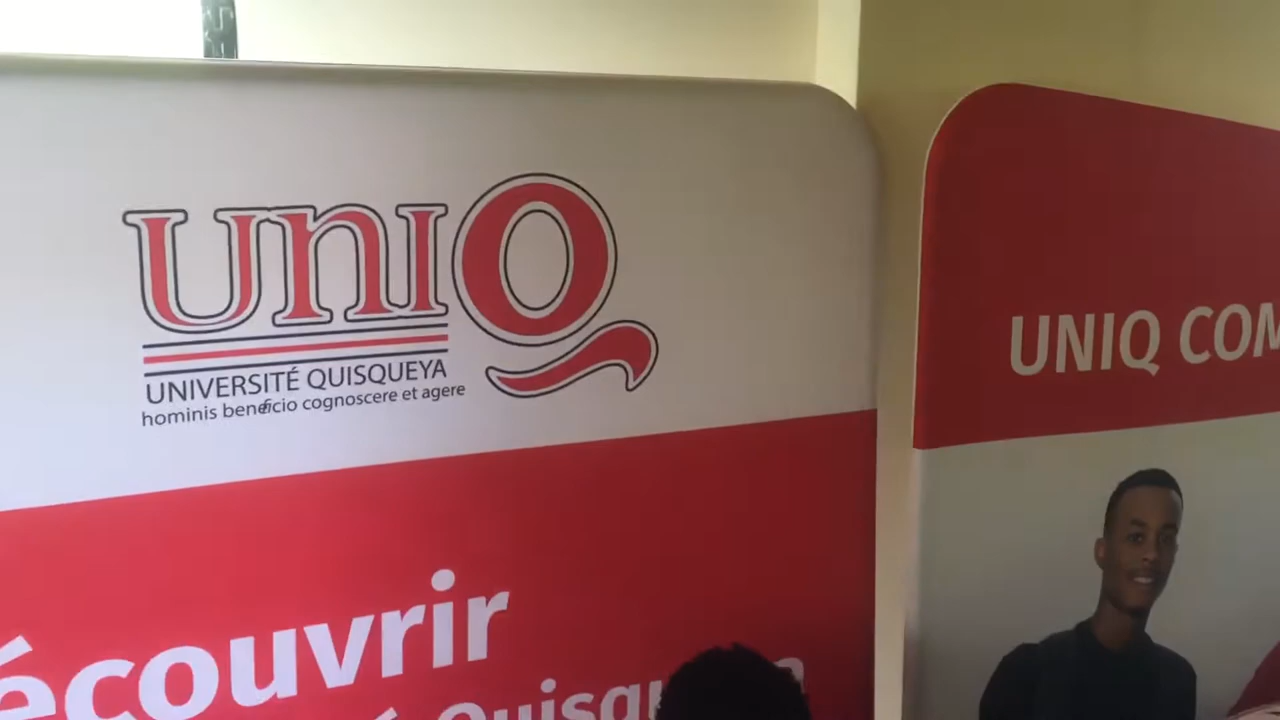 UNIQ
UNIVERSITÉ QUISQUEYA
hominis beneficio cognoscere et agere
écouvrir
UNIQ COM